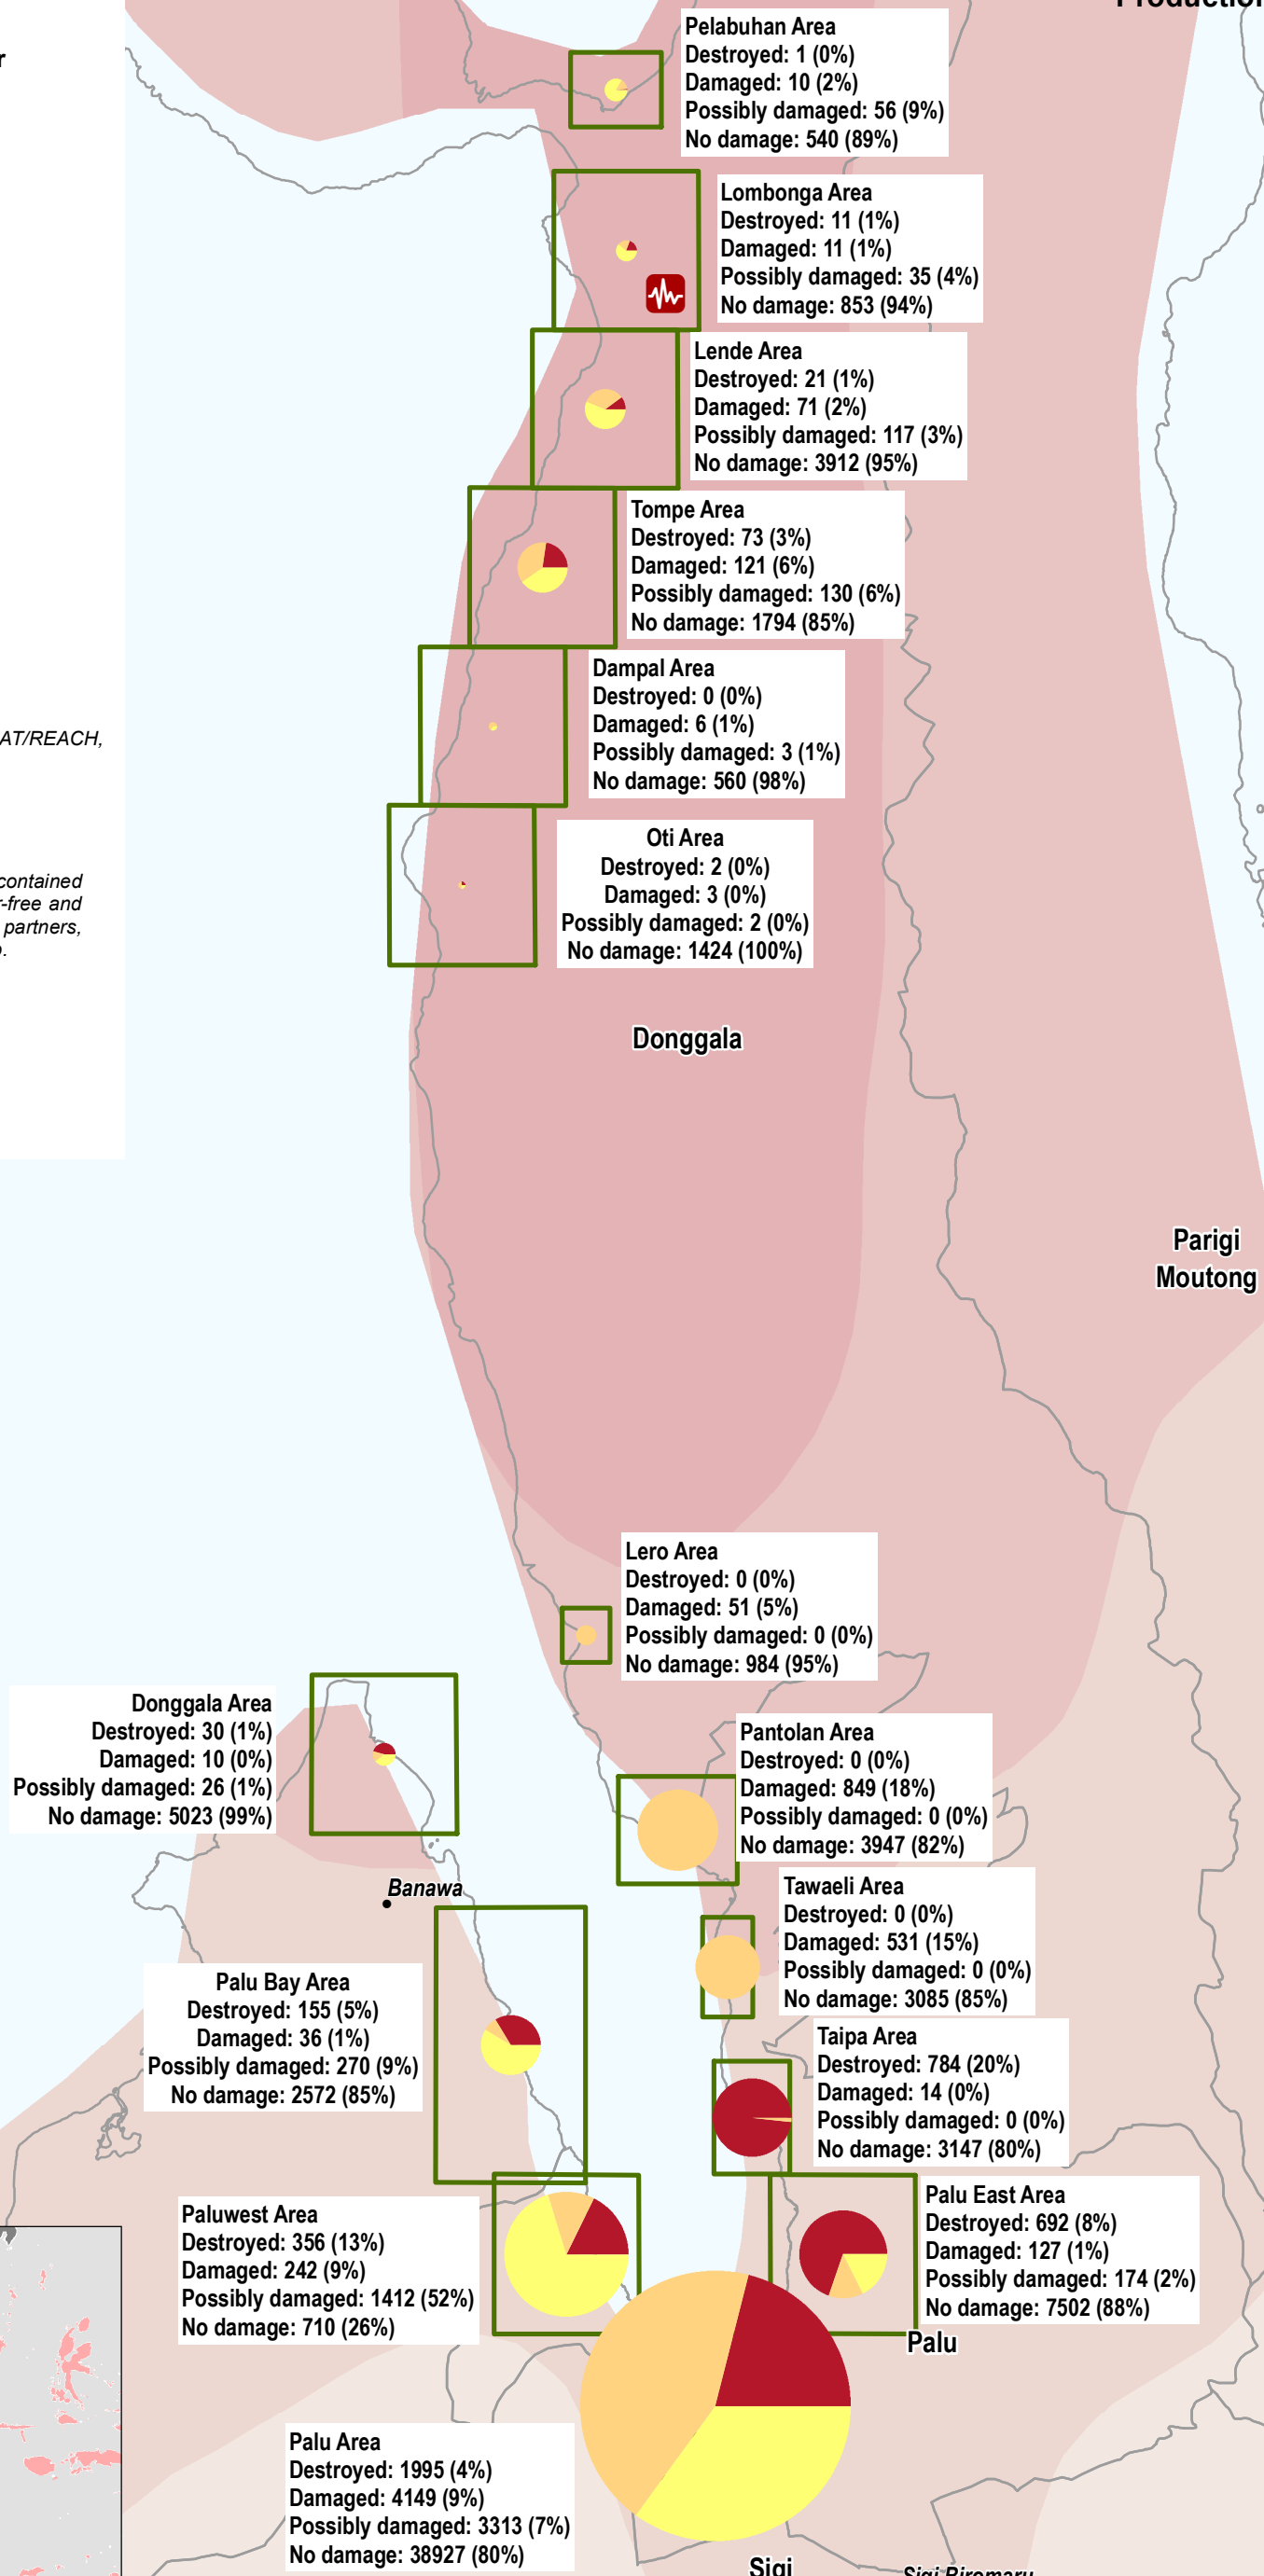 Production
r
Pelabuhan Area
Destroyed: 1 (0%)
Damaged: 10 (2%)
Possibly damaged: 56 (9%)
No damage: 540 (89%)
Lombonga Area
Destroyed: 11 (1%)
Damaged: 11 (1%)
Possibly damaged: 35 (4%)
No damage: 853 (94%)
Lende Area
Destroyed: 21 (1%)
Damaged: 71 (2%)
Possibly damaged: 117 (3%)
No damage: 3912 (95%)
Tompe Area
Destroyed: 73 (3%)
Damaged: 121 (6%)
Possibly damaged: 130 (6%)
No damage: 1794 (85%)
Dampal Area
Destroyed: 0 (0%)
Damaged: 6 (1%)
Possibly damaged: 3 (1%)
No damage: 560 (98%)
AT/REACH,
Oti Area
Destroyed: 2 (0%)
Damaged: 3 (0%)
Possibly damaged: 2 (0%)
No damage: 1424 (100%)
contained
r-free and
partners,
Donggala
Parigi
Moutong
Lero Area
Destroyed: 0 (0%)
Damaged: 51 (5%)
Possibly damaged: 0 (0%)
No damage: 984 (95%)
Donggala Area
Destroyed: 30 (1%)
Damaged: 10 (0%)
Possibly damaged: 26 (1%)
No damage: 5023 (99%)
Pantolan Area
Destroyed: 0 (0%)
Damaged: 849 (18%)
Possibly damaged: 0 (0%)
No damage: 3947 (82%)
Banawa
Tawaeli Area
Destroyed: 0 (0%)
Damaged: 531 (15%)
Possibly damaged: 0 (0%)
No damage: 3085 (85%)
Palu Bay Area
Destroyed: 155 (5%)
Damaged: 36 (1%)
Possibly damaged: 270 (9%)
No damage: 2572 (85%)
Taipa Area
Destroyed: 784 (20%)
Damaged: 14 (0%)
Possibly damaged: 0 (0%)
No damage: 3147 (80%)
Paluwest Area
Destroyed: 356 (13%)
Damaged: 242 (9%)
Possibly damaged: 1412 (52%)
No damage: 710 (26%)
Palu East Area
Destroyed: 692 (8%)
Damaged: 127 (1%)
Possibly damaged: 174 (2%)
No damage: 7502 (88%)
Palu
Palu Area
Destroyed: 1995 (4%)
Damaged: 4149 (9%)
Possibly damaged: 3313 (7%)
No damage: 38927 (80%)
Sigi
Sigi Biromaru